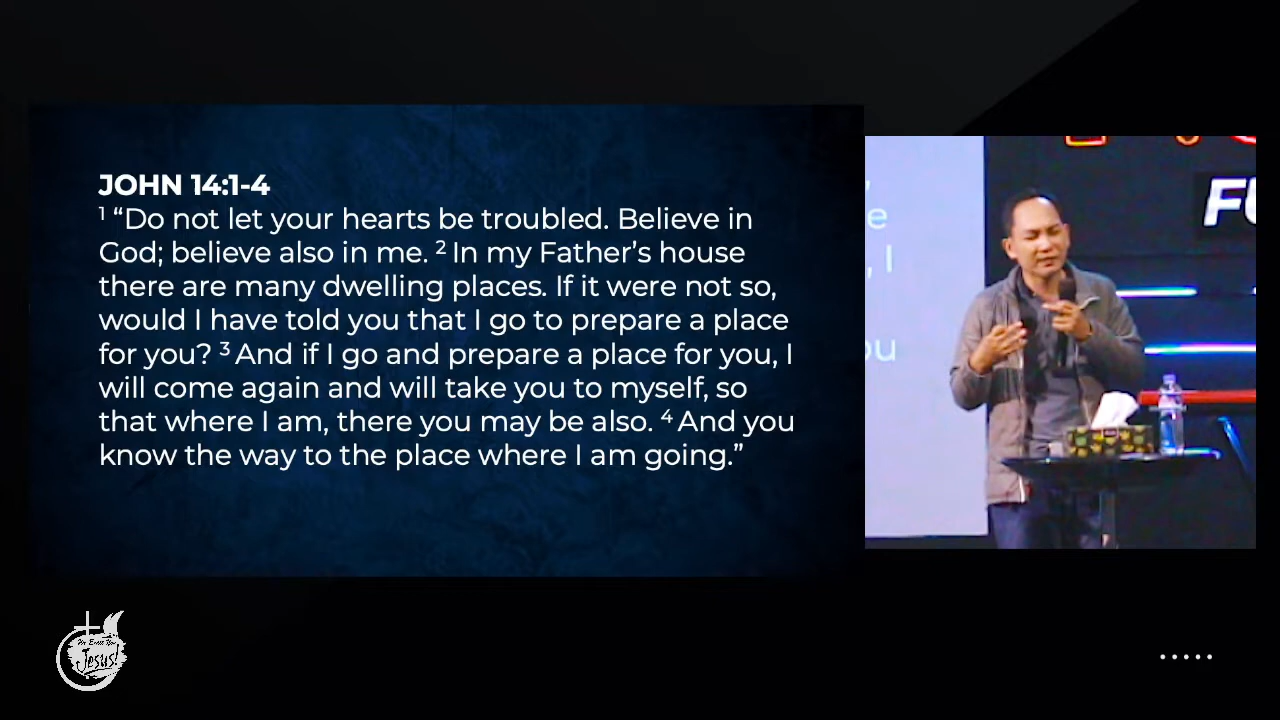 JOHN 14:1-4
1 “Do not let your hearts be troubled. Believe in
God; believe also in me. 2 In my Father’s house
there are many dwelling places. If it were not so,
would I have told you that I go to prepare a place
for you? 3 And if I go and prepare a place for you, I
will come again and will take you to myself, so
that where I am, there you may be also. 4 And you
know the way to the place where I am going.”
e
, I
ou
FU
Jesus!